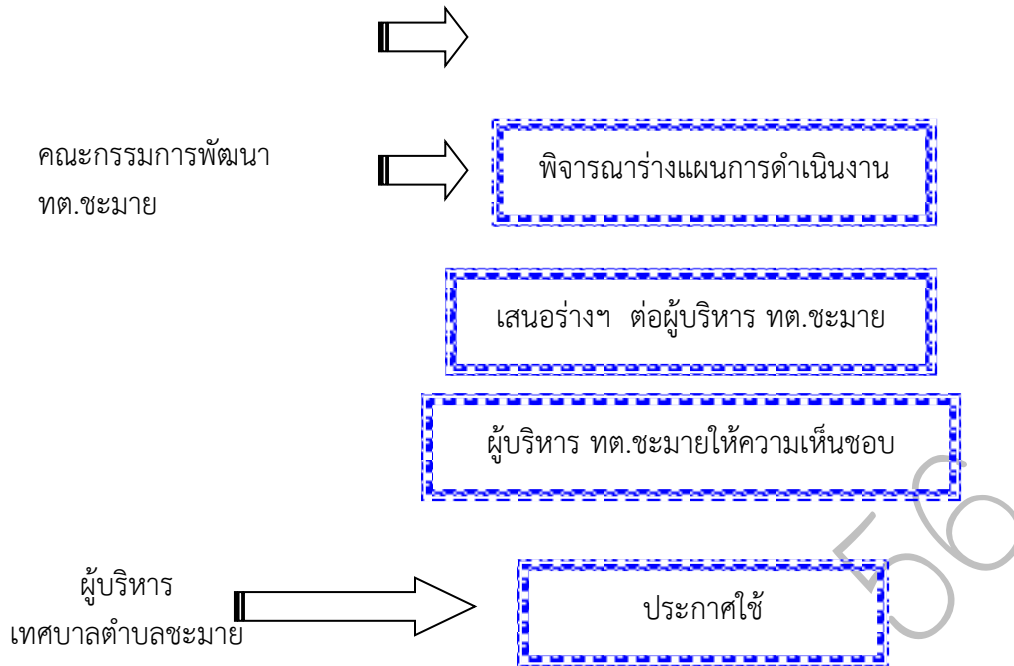 คณะกรรมการพัฒนา
ทต.ชะมาย
พิจารณาร่างแผนการดำเนินงาน
เสนอร่างฯ ต่อผู้บริหาร ทต.ชะมาย
ผู้บริหาร ทต.ชะมายให้ความเห็นชอบ
ผู้บริหาร
เทศบาลตำบลชะมาย
ประกาศใช้
56